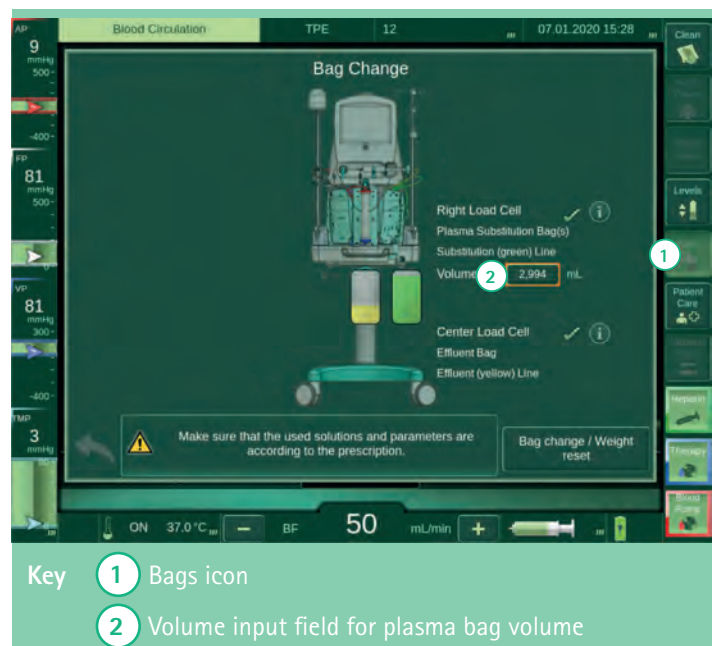 Blood Circulation TPE 12 07.01.2020 15:28
AP
9
mmHg
500-
-400-
FP
81
mmHg
500-
VP
81
mmHg
300-
-400-
TMP
3
mmHg
Bag Change
Right Load Cell
Plasma Substitution Bag(s)
Substitution (green) Line
Volume 2 2,994 mL
Center Load Cell
Effluent Bag
Effluent (yellow) Line
Make sure that the used solutions and parameters are
according to the prescription.
Bag change / Weight
reset
ON 37.0 °C BF 50 mL/min
Clean
Levels
1
Patient
Care
Heparin
Therapy
Blood
Pump
Key 1 Bags icon
2 Volume input field for plasma bag volume